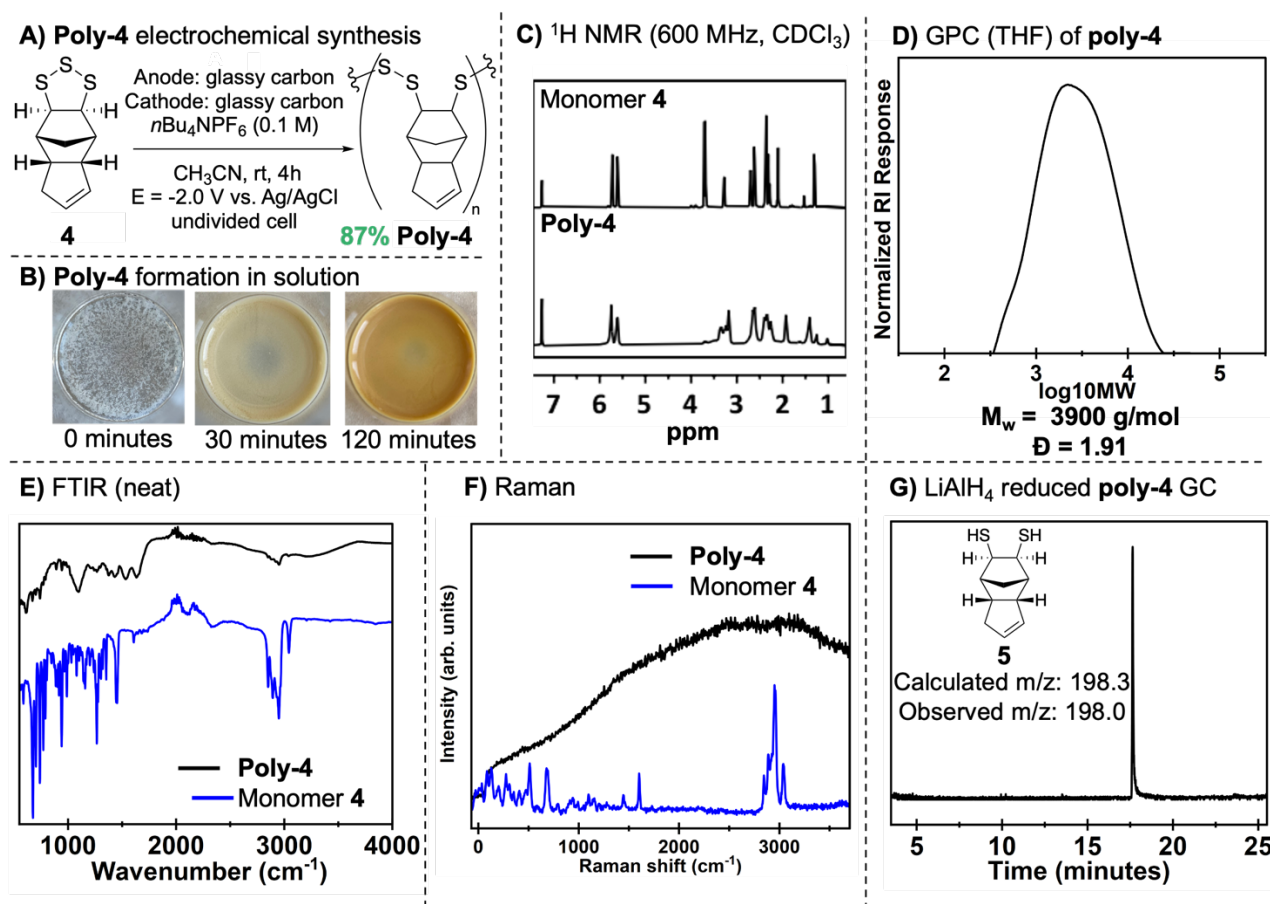 A) Poly-4 electrochemical synthesis
S
S
S
H
H
H
H
4
Anode: glassy carbon
Cathode: glassy carbon
nBu₄NPF₆ (0.1 M)
CH₃CN, rt, 4h
E = -2.0 V vs. Ag/AgCl
undivided cell
S
S
S
n
87% Poly-4
B) Poly-4 formation in solution
0 minutes
30 minutes
120 minutes
C) ¹H NMR (600 MHz, CDCl₃)
Monomer 4
Poly-4
7 6 5 4 3 2 1
ppm
D) GPC (THF) of poly-4
Normalized RI Response
2 3 4 5
log10MW
Mw = 3900 g/mol
Đ = 1.91
E) FTIR (neat)
Poly-4
Monomer 4
1000 2000 3000 4000
Wavenumber (cm⁻¹)
F) Raman
Intensity (arb. units)
Poly-4
Monomer 4
0 1000 2000 3000
Raman shift (cm⁻¹)
G) LiAlH₄ reduced poly-4 GC
HS SH
H H
H H
5
Calculated m/z: 198.3
Observed m/z: 198.0
5 10 15 20 25
Time (minutes)